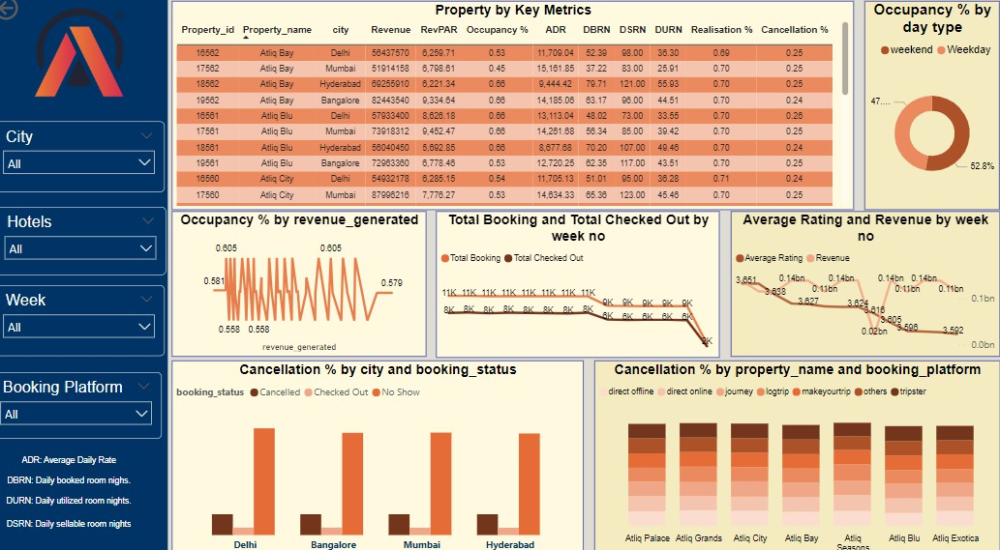 City
All
Hotels
All
Week
All
Booking Platform
All
ADR: Average Daily Rate
DBRN: Daily booked room nighs.
DURN: Daily utilized room nights.
DSRN: Daily sellable room nights
Property by Key Metrics
Property_id Property_name city Revenue RevPAR Occupancy % ADR DBRN DSRN DURN Realisation % Cancellation %
16562 Atliq Bay Delhi 56437570 6,259.71 0.53 11,709.04 52.39 98.00 36.30 0.69 0.25
17562 Atliq Bay Mumbai 51914158 6,798.61 0.45 15,161.85 37.22 83.00 25.91 0.70 0.25
18562 Atliq Bay Hyderabad 69255910 6,221.34 0.66 9,444.42 79.71 121.00 55.93 0.70 0.25
19562 Atliq Bay Bangalore 82443540 9,334.64 0.66 14,185.06 63.17 96.00 44.51 0.70 0.24
16561 Atliq Blu Delhi 57933400 8,626.18 0.66 13,113.04 48.02 73.00 33.56 0.70 0.26
17561 Atliq Blu Mumbai 73918312 9,452.47 0.66 14,261.68 56.34 85.00 39.42 0.70 0.25
18561 Atliq Blu Hyderabad 56040450 5,692.85 0.66 8,677.68 70.20 107.00 49.46 0.70 0.24
19561 Atliq Blu Bangalore 72963360 6,778.46 0.53 12,720.25 62.35 117.00 43.51 0.70 0.25
16560 Atliq City Delhi 54932178 6,285.15 0.54 11,705.13 51.01 95.00 36.28 0.71 0.24
17560 Atliq City Mumbai 87996216 7,776.27 0.53 14,634.33 65.36 123.00 45.46 0.70 0.25
Occupancy % by
day type
weekend Weekday
47....
52.8%
Occupancy % by revenue_generated
0.605 0.605
0.581 0.579
0.558 0.558
revenue_generated
Total Booking and Total Checked Out by
week no
Total Booking Total Checked Out
11K 11K 11K 11K 11K 11K 11K 11K 9K 9K 9K 9K 9K
8K 8K 8K 8K 8K 8K 8K 8K 6K 6K 6K 6K 6K
Average Rating and Revenue by week
no
Average Rating Revenue
3.651 0.14bn 0.14bn 0.14bn 0.14bn
3.638 0.11bn 0.11bn 0.11bn
3.627 3.624 0.1bn
3.616
3.605
3.596 3.592
0.02bn
0.0bn
Cancellation % by city and booking_status
booking_status Cancelled Checked Out No Show
Delhi Bangalore Mumbai Hyderabad
Cancellation % by property_name and booking_platform
direct offline direct online journey logtrip makeyourtrip others tripster
Atliq Palace Atliq Grands Atliq City Atliq Bay Atliq Seasons Atliq Blu Atliq Exotica